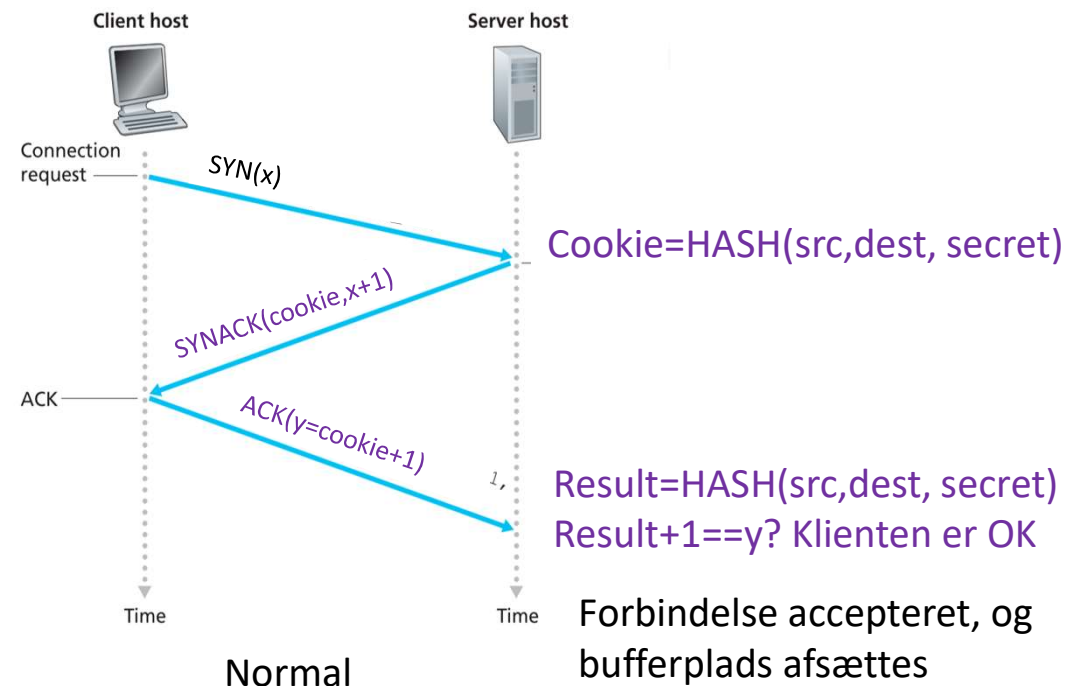 Client host
Server host
Connection
request
SYN(x)
Cookie=HASH(src,dest, secret)
SYNACK(cookie,x+1)
ACK
ACK(y=cookie+1)
1,
Result=HASH(src,dest, secret)
Result+1==y? Klienten er OK
Time
Time
Forbindelse accepteret, og
bufferplads afsættes
Normal